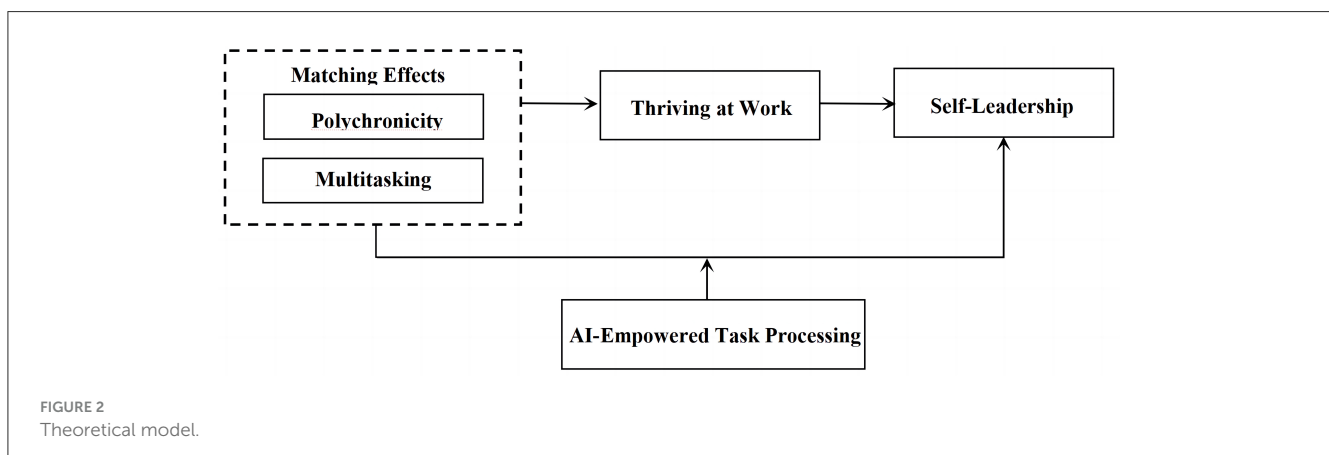 Matching Effects
Polychronicity
Multitasking
Thriving at Work
Self-Leadership
AI-Empowered Task Processing
FIGURE 2
Theoretical model.